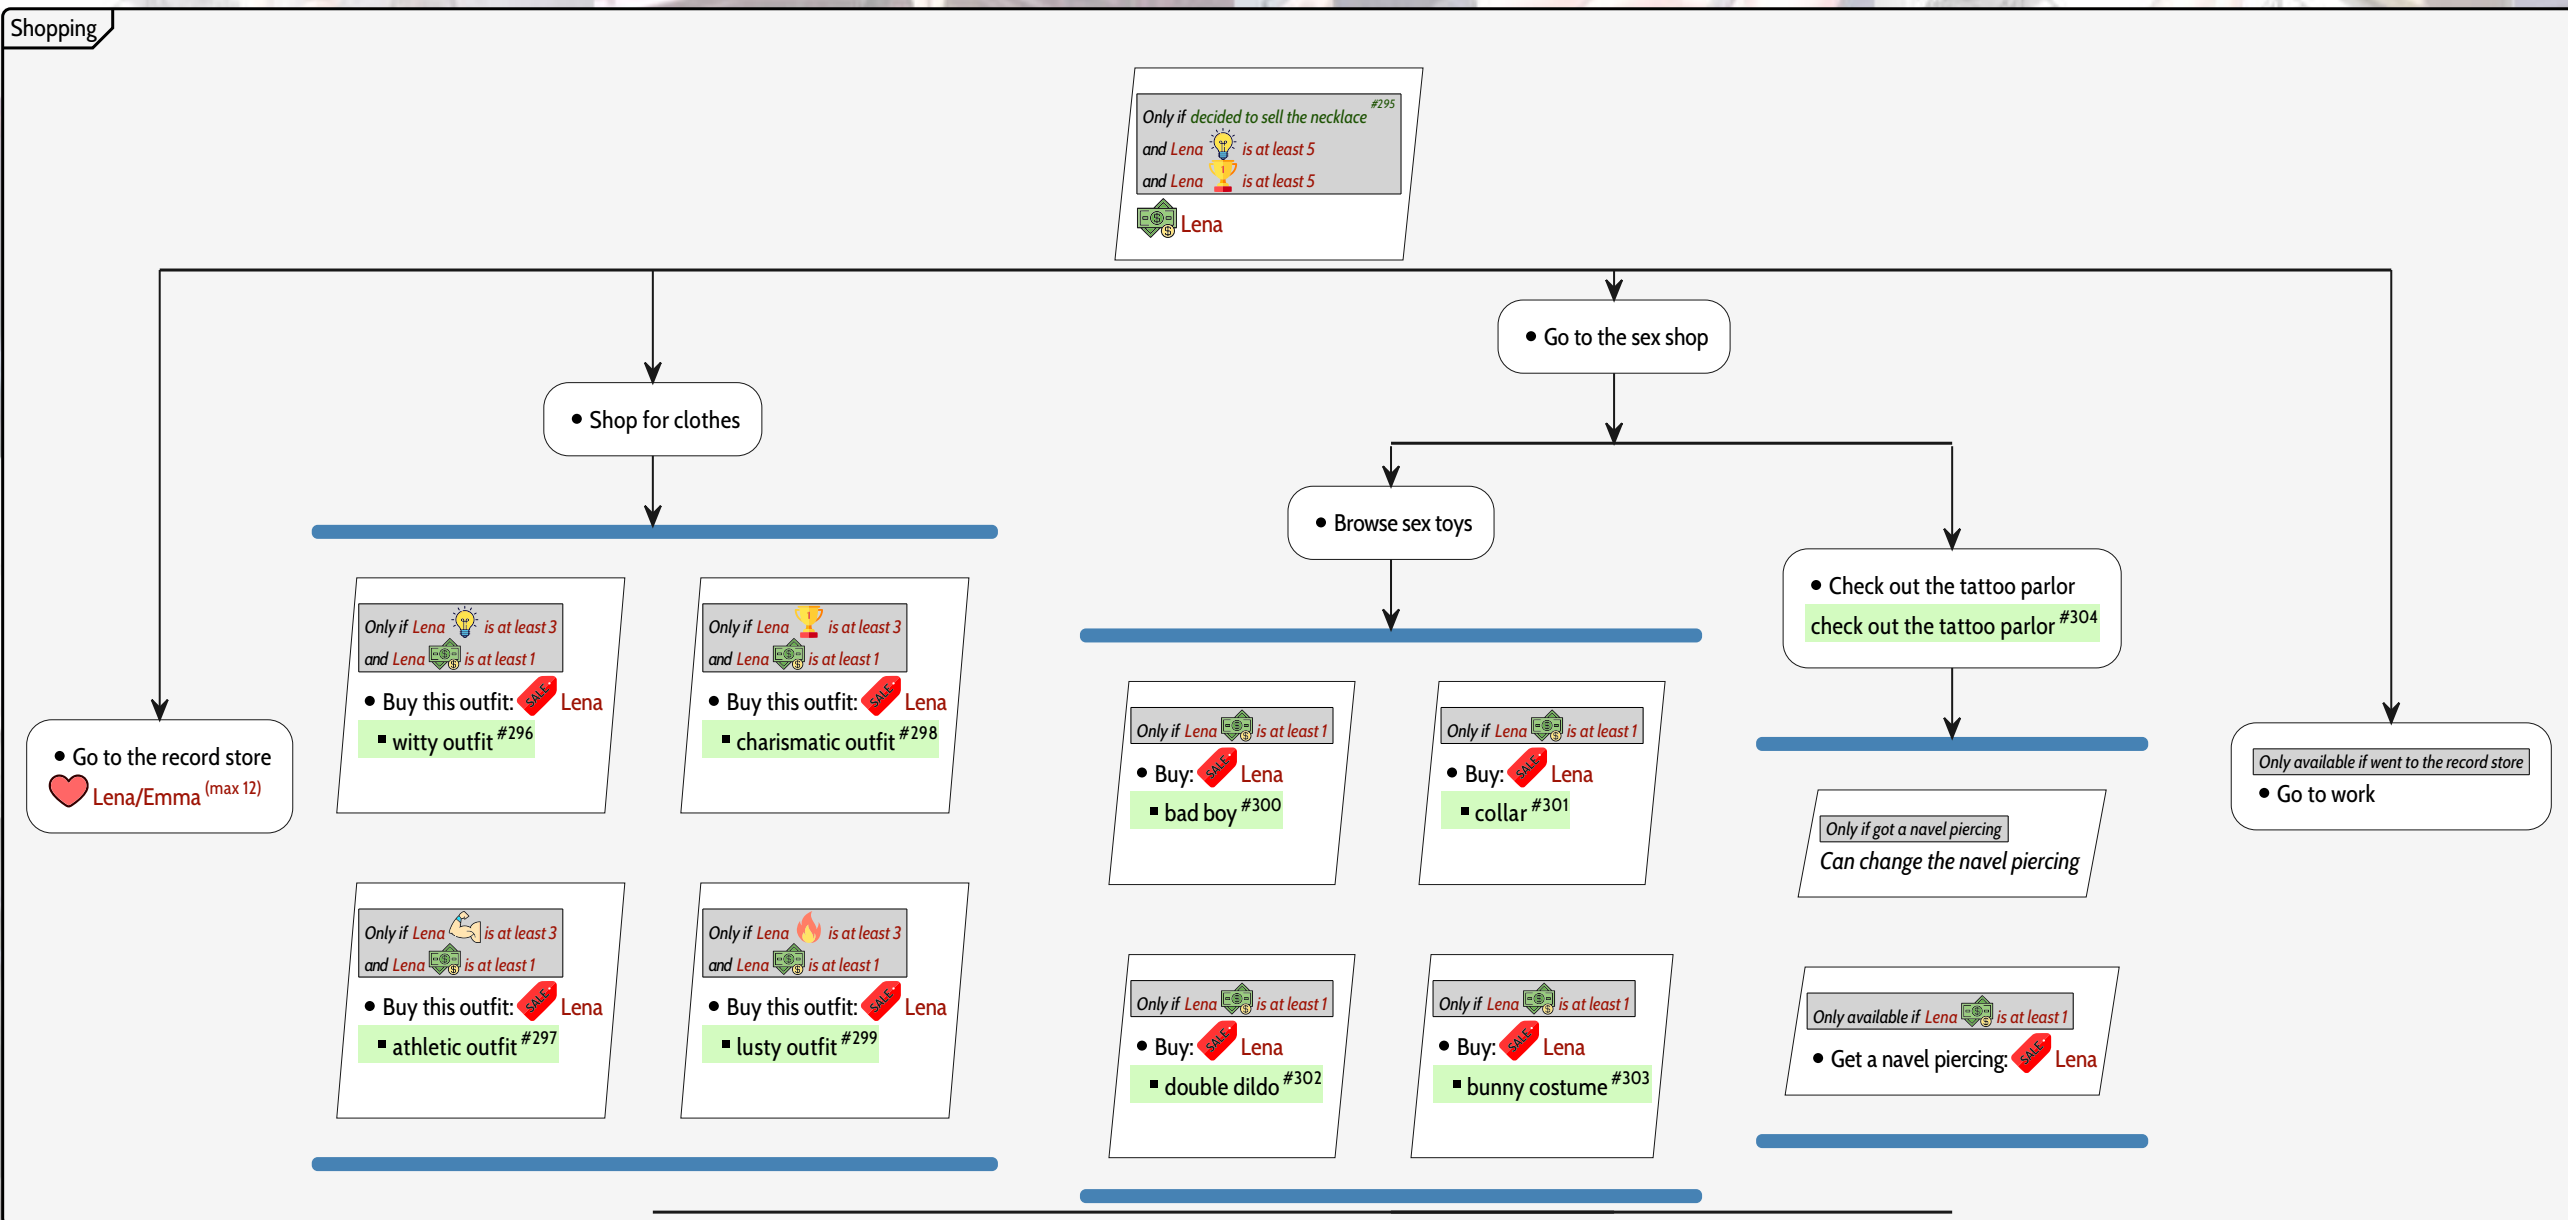 Shopping
#295
Only if decided to sell the necklace
and Lena is at least 5
and Lena is at least 5
Lena
• Go to the sex shop
• Shop for clothes
• Browse sex toys
• Check out the tattoo parlor
check out the tattoo parlor #304
• Go to the record store
Lena/Emma (max 12)
Only if Lena is at least 3
and Lena is at least 1
• Buy this outfit: SALE Lena
▪ witty outfit #296
Only if Lena is at least 3
and Lena is at least 1
• Buy this outfit: SALE Lena
▪ charismatic outfit #298
Only if Lena is at least 3
and Lena is at least 1
• Buy this outfit: SALE Lena
▪ athletic outfit #297
Only if Lena is at least 3
and Lena is at least 1
• Buy this outfit: SALE Lena
▪ lusty outfit #299
Only if Lena is at least 1
• Buy: SALE Lena
▪ bad boy #300
Only if Lena is at least 1
• Buy: SALE Lena
▪ collar #301
Only if Lena is at least 1
• Buy: SALE Lena
▪ double dildo #302
Only if Lena is at least 1
• Buy: SALE Lena
▪ bunny costume #303
Only if got a navel piercing
Can change the navel piercing
Only available if Lena is at least 1
• Get a navel piercing: SALE Lena
Only available if went to the record store
• Go to work